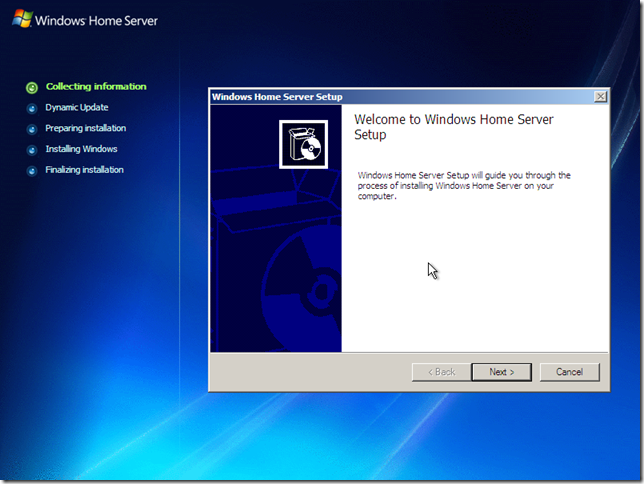 Windows Home Server
Collecting information
Dynamic Update
Preparing installation
Installing Windows
Finalizing installation
Windows Home Server Setup
Welcome to Windows Home Server
Setup
Windows Home Server Setup will guide you through the
process of installing Windows Home Server on your
computer.
< Back
Next >
Cancel